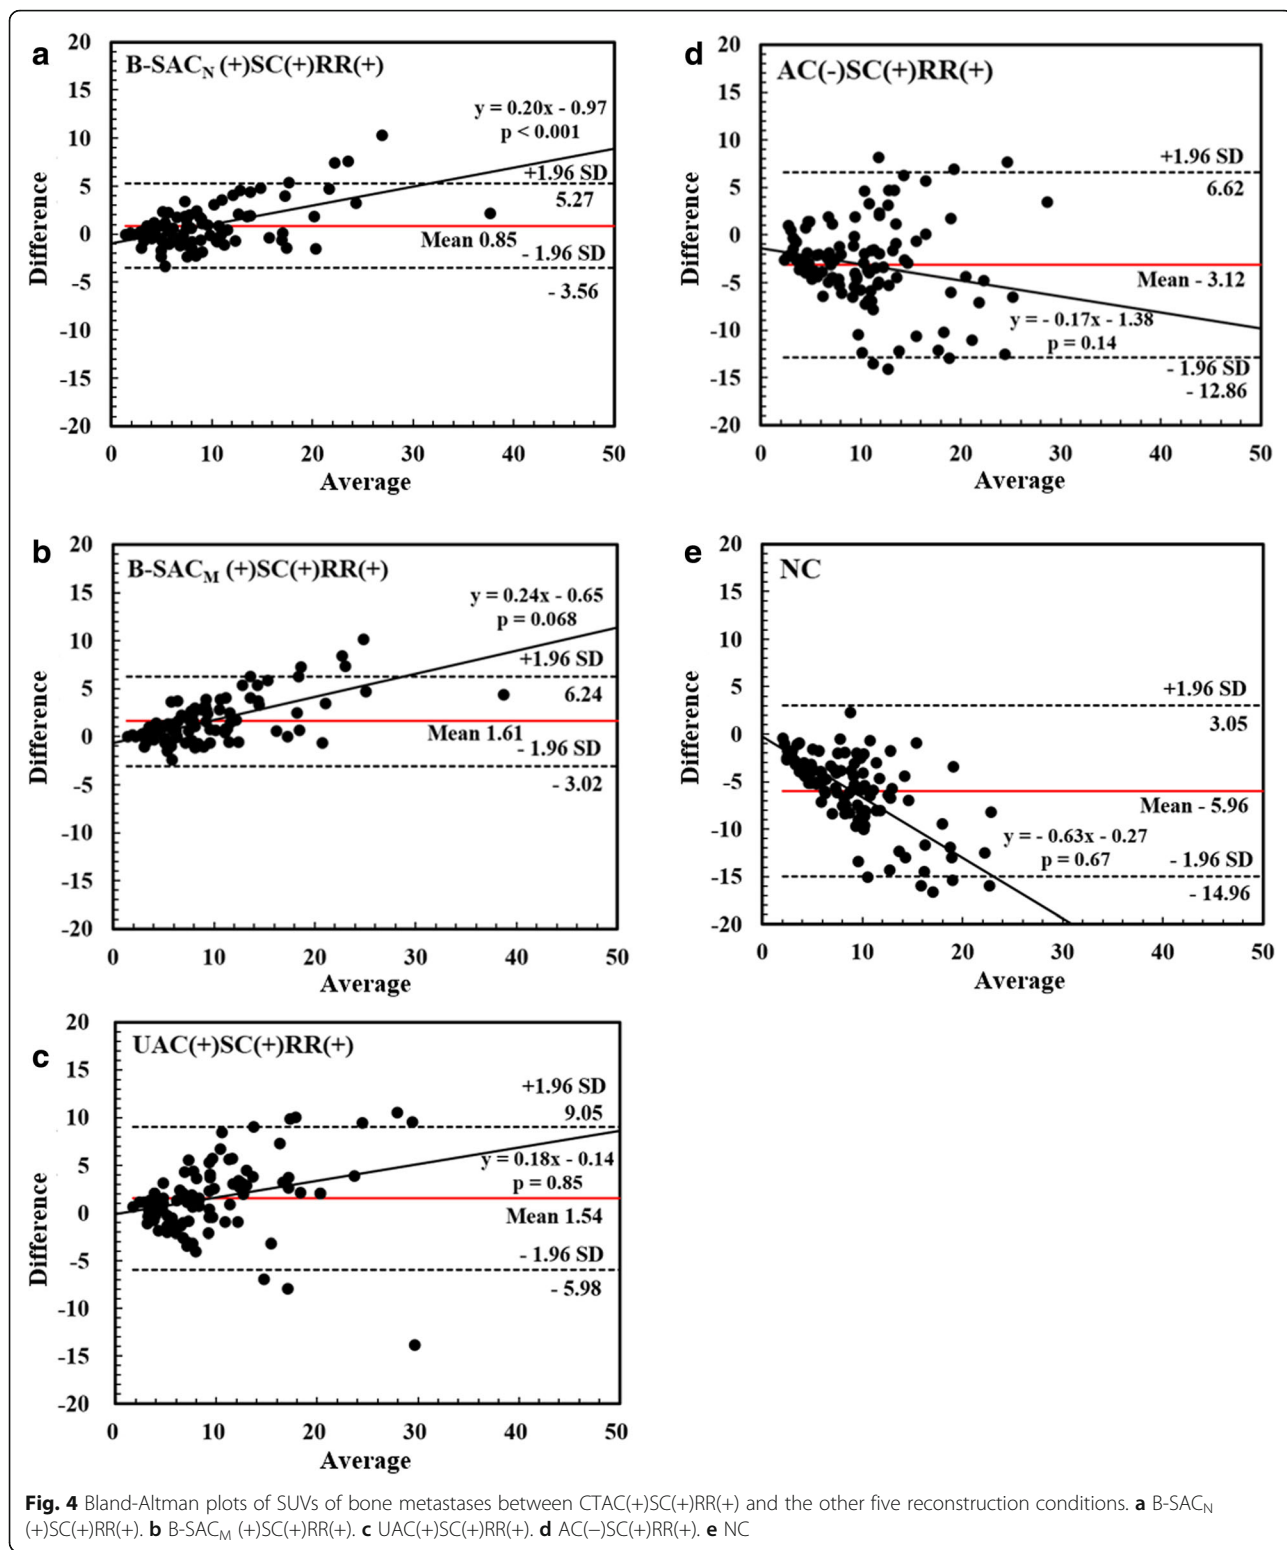 a
B-SACN (+)SC(+)RR(+)
20
15
10
5
0
-5
-10
-15
-20
Difference
y = 0.20x - 0.97
p < 0.001
+1.96 SD
5.27
Mean 0.85
- 1.96 SD
- 3.56
0 10 20 30 40 50
Average
b
B-SACM (+)SC(+)RR(+)
20
15
10
5
0
-5
-10
-15
-20
Difference
y = 0.24x - 0.65
p = 0.068
+1.96 SD
6.24
Mean 1.61
- 1.96 SD
- 3.02
0 10 20 30 40 50
Average
c
UAC(+)SC(+)RR(+)
20
15
10
5
0
-5
-10
-15
-20
Difference
+1.96 SD
9.05
y = 0.18x - 0.14
p = 0.85
Mean 1.54
- 1.96 SD
- 5.98
0 10 20 30 40 50
Average
d
AC(-)SC(+)RR(+)
20
15
10
5
0
-5
-10
-15
-20
Difference
+1.96 SD
6.62
Mean - 3.12
y = - 0.17x - 1.38
p = 0.14
- 1.96 SD
- 12.86
0 10 20 30 40 50
Average
e
NC
20
15
10
5
0
-5
-10
-15
-20
Difference
+1.96 SD
3.05
Mean - 5.96
y = - 0.63x - 0.27
p = 0.67
- 1.96 SD
- 14.96
0 10 20 30 40 50
Average
Fig. 4 Bland-Altman plots of SUVs of bone metastases between CTAC(+)SC(+)RR(+) and the other five reconstruction conditions. a B-SACN
(+)SC(+)RR(+). b B-SACM (+)SC(+)RR(+). c UAC(+)SC(+)RR(+). d AC(−)SC(+)RR(+). e NC